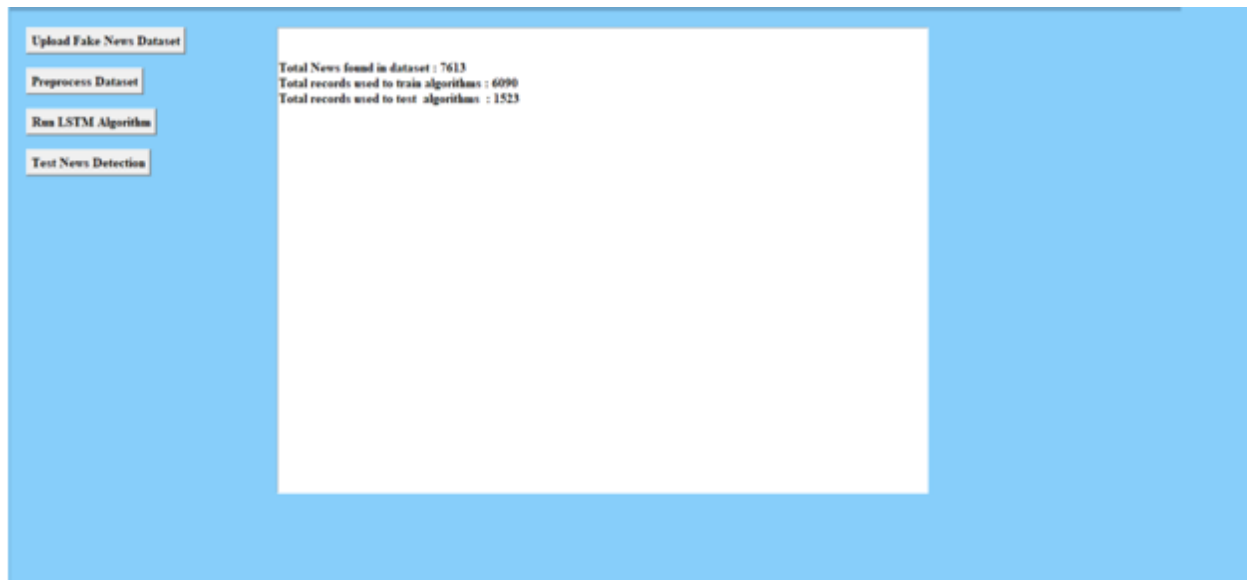 Upload Fake News Dataset
Preprocess Dataset
Run LSTM Algorithm
Test News Detection
Total News found in dataset : 7613
Total records used to train algorithms : 6090
Total records used to test  algorithms  : 1523